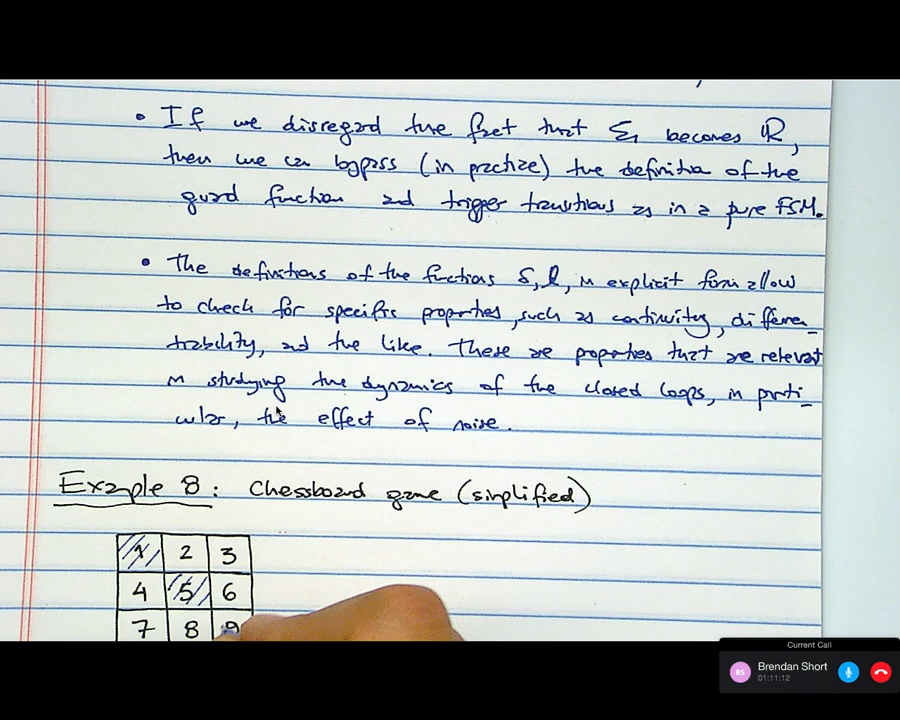 • If we disregard the fact that Σ becomes ℝ,
then we can bypass (in practice) the definition of the
guard function and trigger transitions as in a pure FSM.
• The definitions of the functions δ, l, in explicit form allow
to check for specific properties, such as continuity, differen-
tiability, and the like. These are properties that are relevant
in studying the dynamics of the closed loops, in parti-
cular, the effect of noise.
Example 8: Chessboard game (simplified)
1 2 3
4 5 6
7 8 9
Current Call
BS Brendan Short
01:11:12